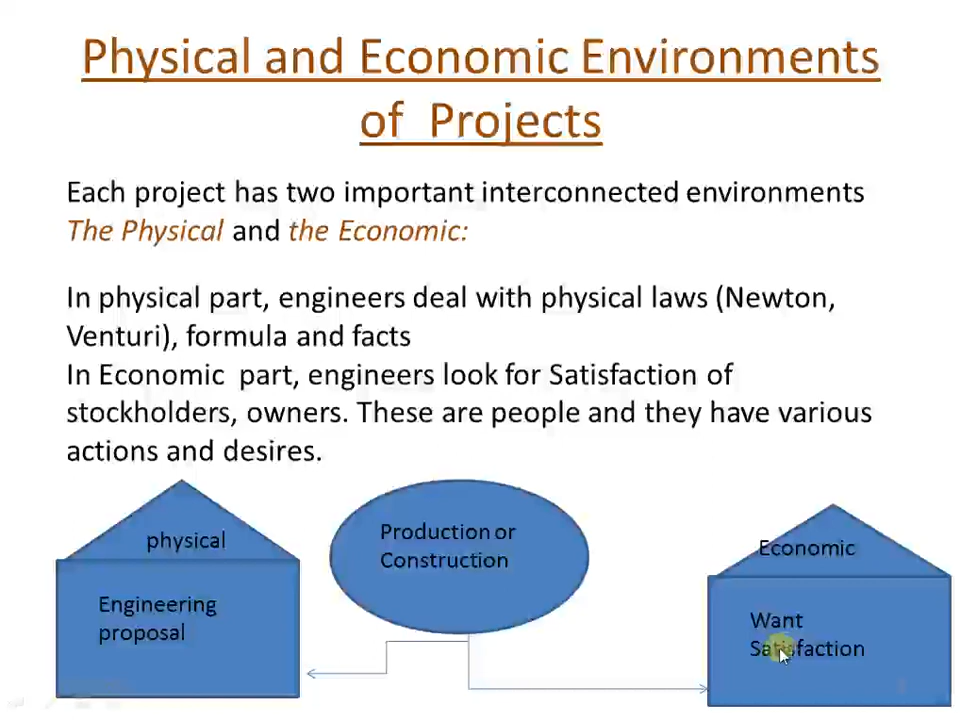 Physical and Economic Environments
of Projects
Each project has two important interconnected environments
The Physical and the Economic:
In physical part, engineers deal with physical laws (Newton,
Venturi), formula and facts
In Economic part, engineers look for Satisfaction of
stockholders, owners. These are people and they have various
actions and desires.
physical
Engineering
proposal
Production or
Construction
Economic
Want
Satisfaction